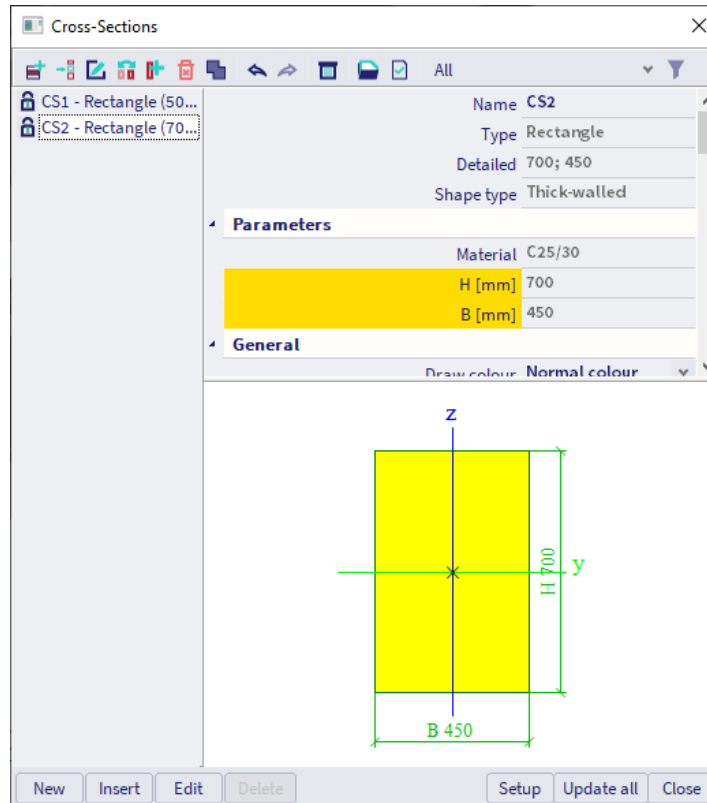 Cross-Sections
All
CS1 - Rectangle (50...
CS2 - Rectangle (70...
Name CS2
Type Rectangle
Detailed 700; 450
Shape type Thick-walled
Parameters
Material C25/30
H [mm] 700
B [mm] 450
General
Draw colour Normal colour
z
y
H 700
B 450
New Insert Edit Delete Setup Update all Close